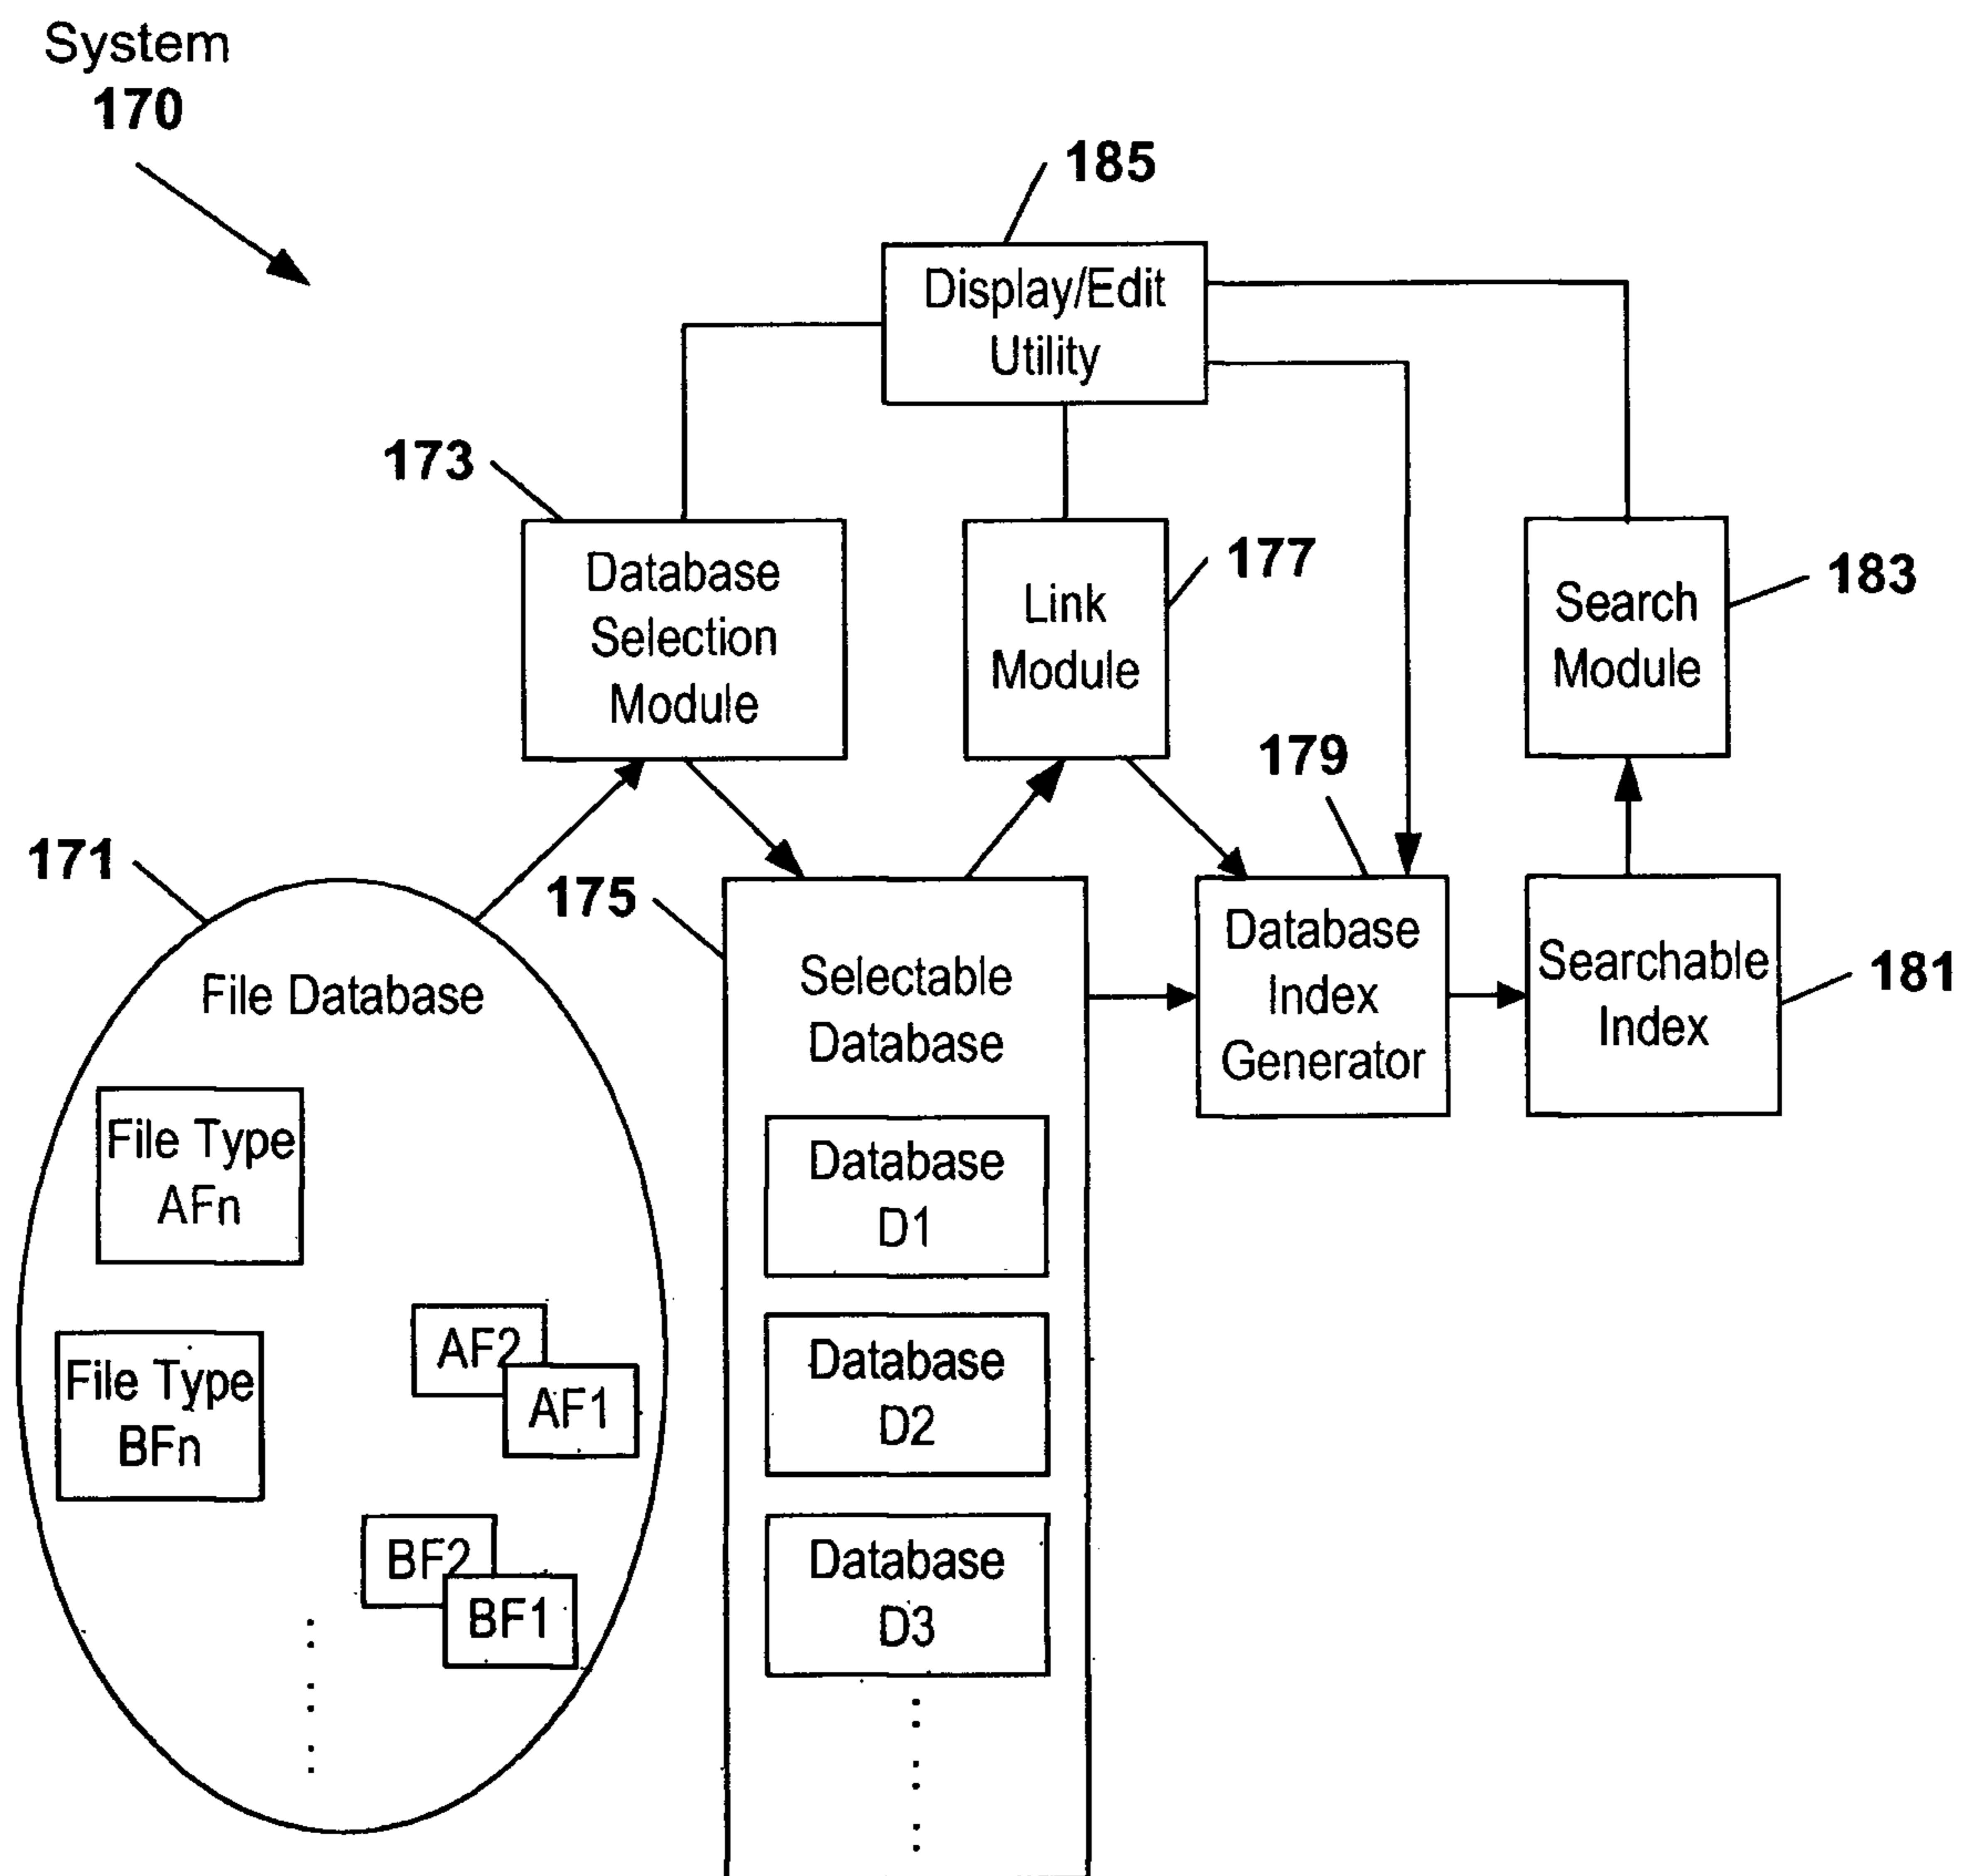 System
170
185
Display/Edit
Utility
173
Database
Selection
Module
Link
Module
177
Search
Module
183
179
171
175
File Database
Selectable
Database
Database
Index
Generator
Searchable
Index
181
File Type
AFn
Database
D1
AF2
AF1
File Type
BFn
Database
D2
BF2
BF1
Database
D3